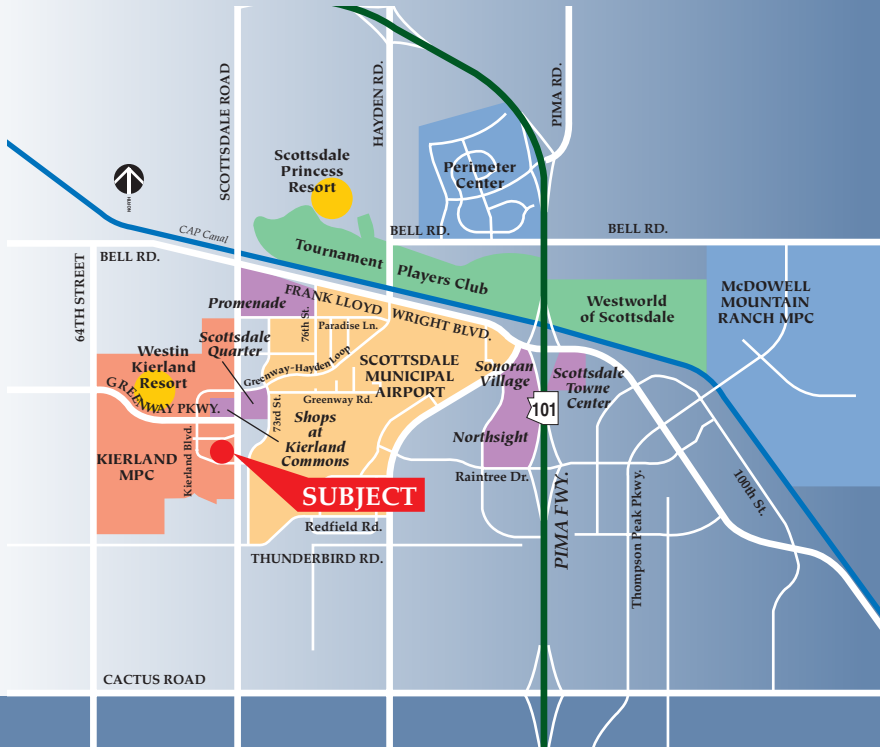 SCOTTSDALE ROAD
HAYDEN RD.
PIMA RD.
Scottsdale
Princess
Resort
Perimeter
Center
NORTH
CAP Canal
BELL RD.
BELL RD.
BELL RD.
64TH STREET
Tournament Players Club
Westworld
of Scottsdale
McDOWELL
MOUNTAIN
RANCH MPC
Promenade
FRANK LLOYD WRIGHT BLVD.
76th St.
Paradise Ln.
Scottsdale
Quarter
Westin
Kierland
Resort
Greenway-Hayden Loop
SCOTTSDALE
MUNICIPAL
AIRPORT
Sonoran
Village
Scottsdale
Towne
Center
GREENWAY PKWY.
Greenway Rd.
73rd St.
Shops
at
Kierland
Commons
101
Northsight
KIERLAND
MPC
Kierland Blvd.
Raintree Dr.
SUBJECT
Redfield Rd.
100th St.
Thompson Peak Pkwy.
PIMA FWY.
THUNDERBIRD RD.
CACTUS ROAD